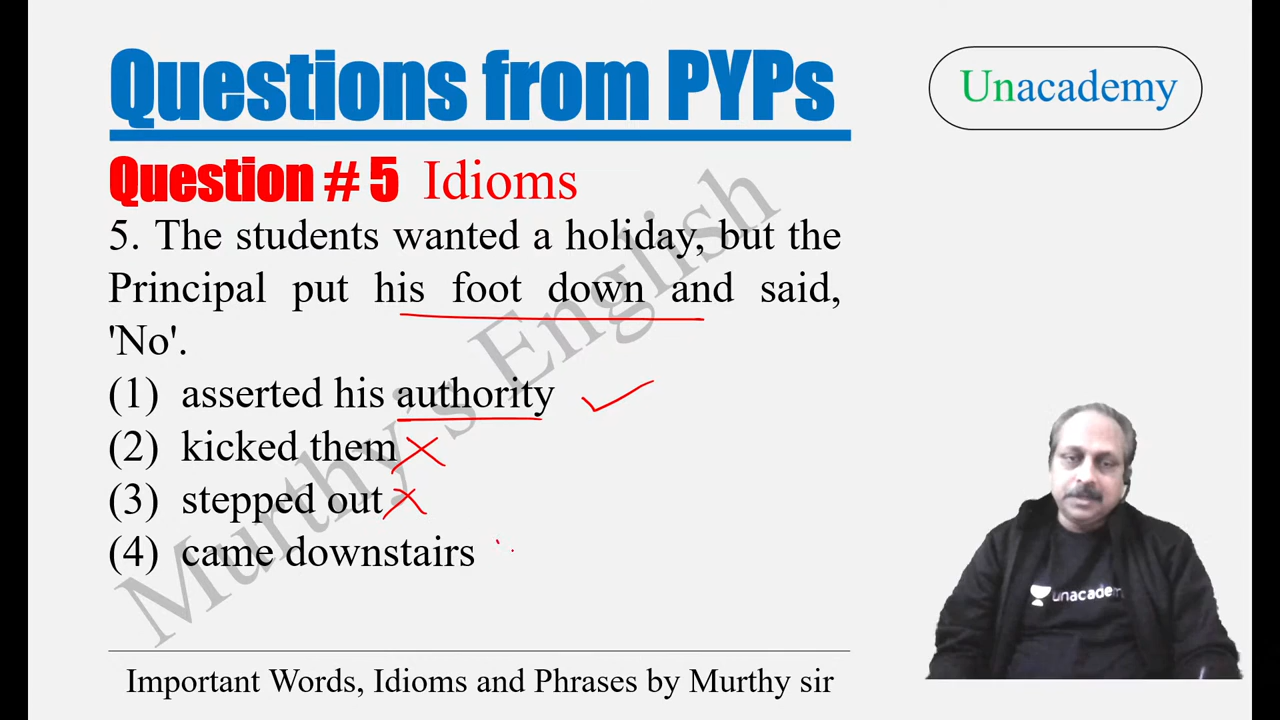 Questions from PYPs
Unacademy
Question # 5 Idioms
5. The students wanted a holiday, but the
Principal put his foot down and said,
'No'.
(1) asserted his authority
(2) kicked them
(3) stepped out
(4) came downstairs
Murthy's English
unacademy
Important Words, Idioms and Phrases by Murthy sir